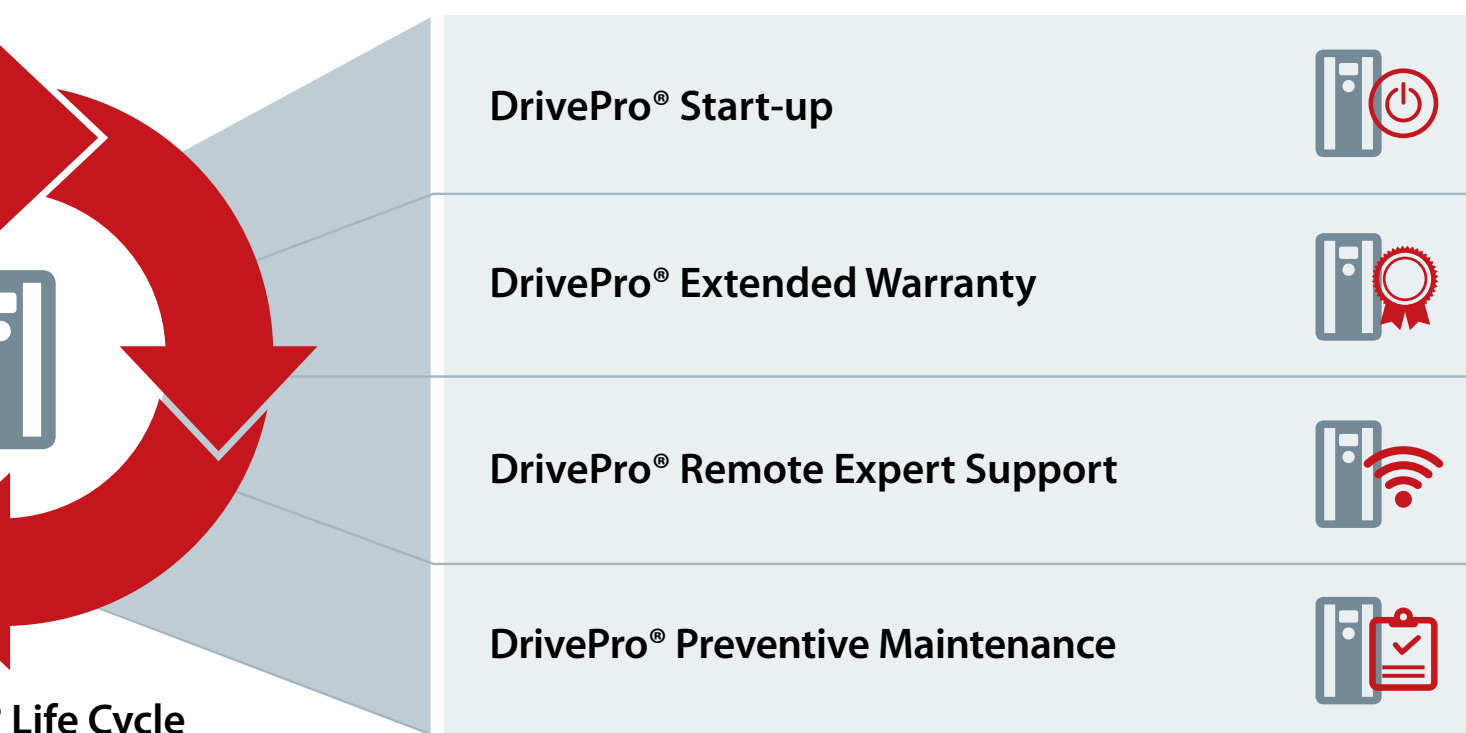 DrivePro® Start-up
DrivePro® Extended Warranty
DrivePro® Remote Expert Support
DrivePro® Preventive Maintenance
® Life Cycle